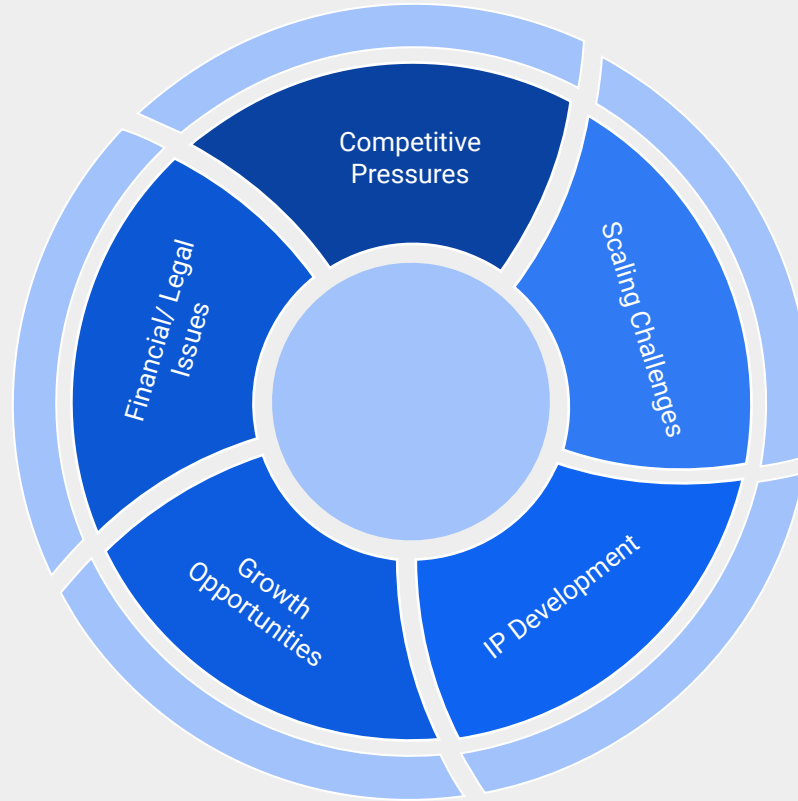 Competitive
Pressures
Scaling Challenges
IP Development
Growth
Opportunities
Financial/ Legal
Issues